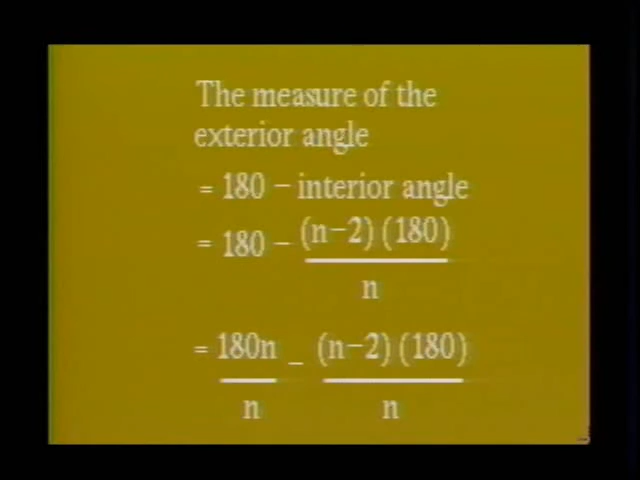 The measure of the
exterior angle
= 180 − interior angle
= 180 − (n−2) (180)
n
= 180n − (n−2) (180)
n n